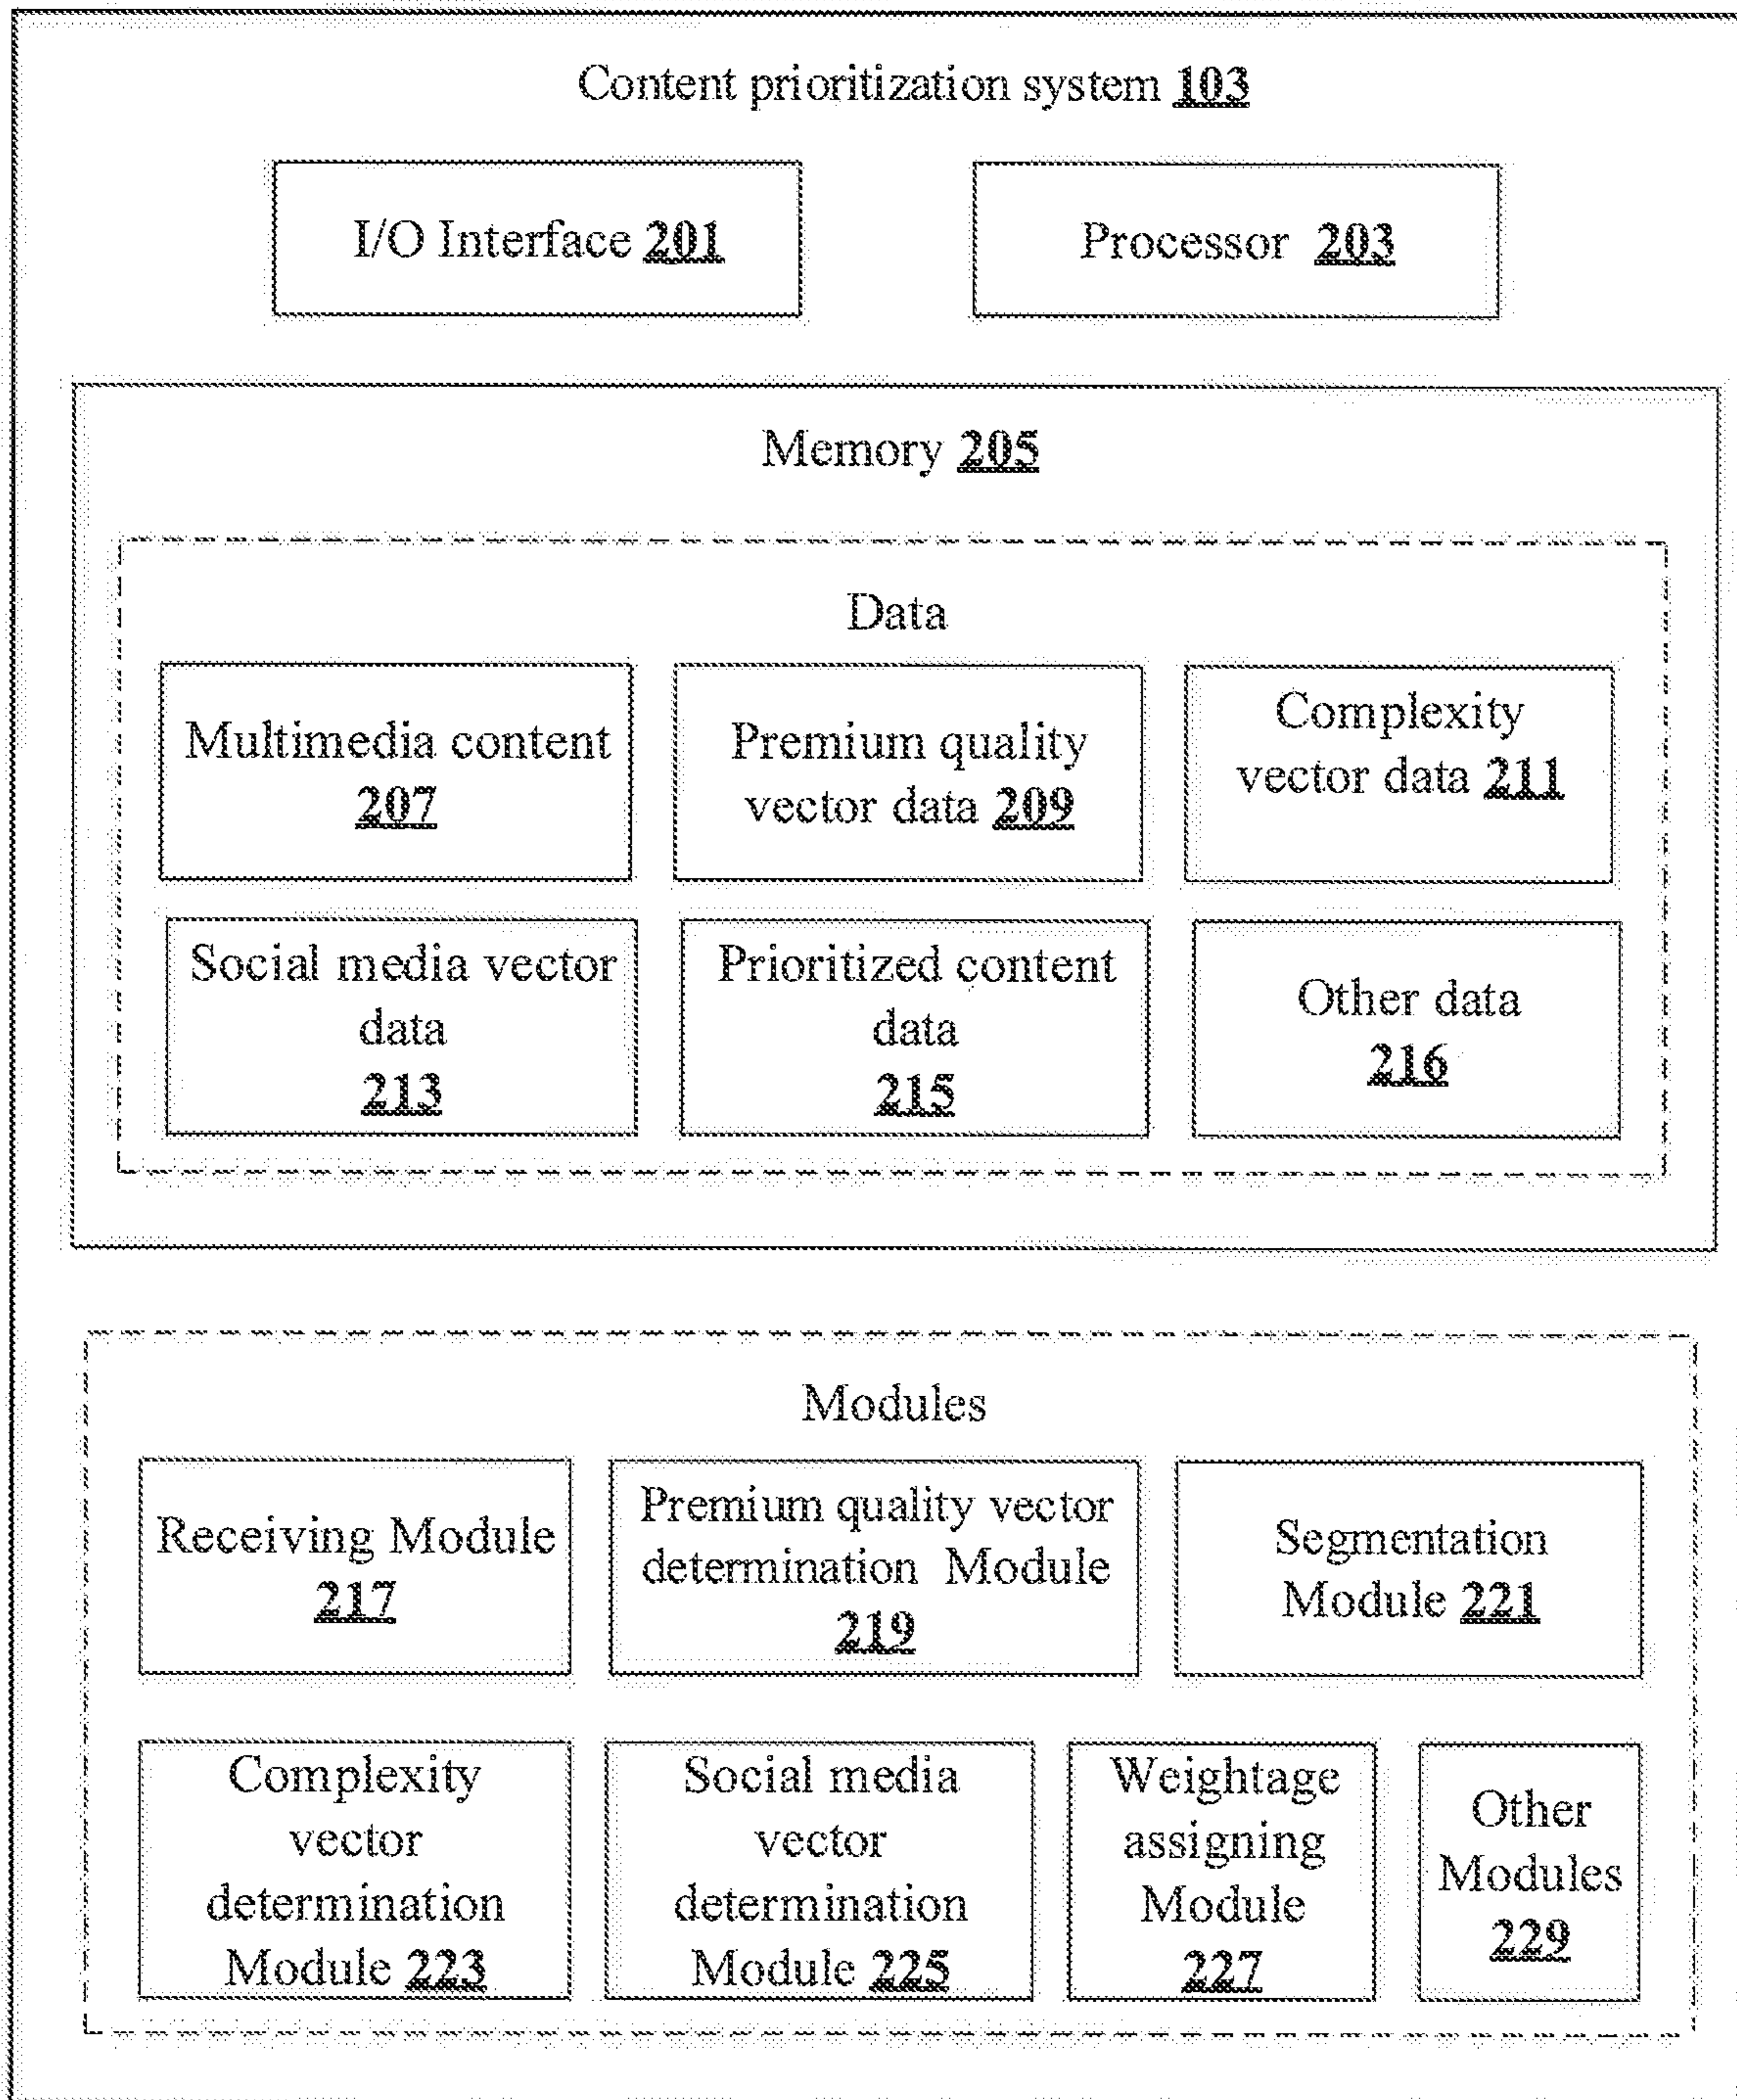 Content prioritization system 103
I/O Interface 201
Processor 203
Memory 205
Data
Multimedia content
207
Premium quality
vector data 209
Complexity
vector data 211
Social media vector
data
213
Prioritized content
data
215
Other data
216
Modules
Receiving Module
217
Premium quality vector
determination Module
219
Segmentation
Module 221
Complexity
vector
determination
Module 223
Social media
vector
determination
Module 225
Weightage
assigning
Module
227
Other
Modules
229